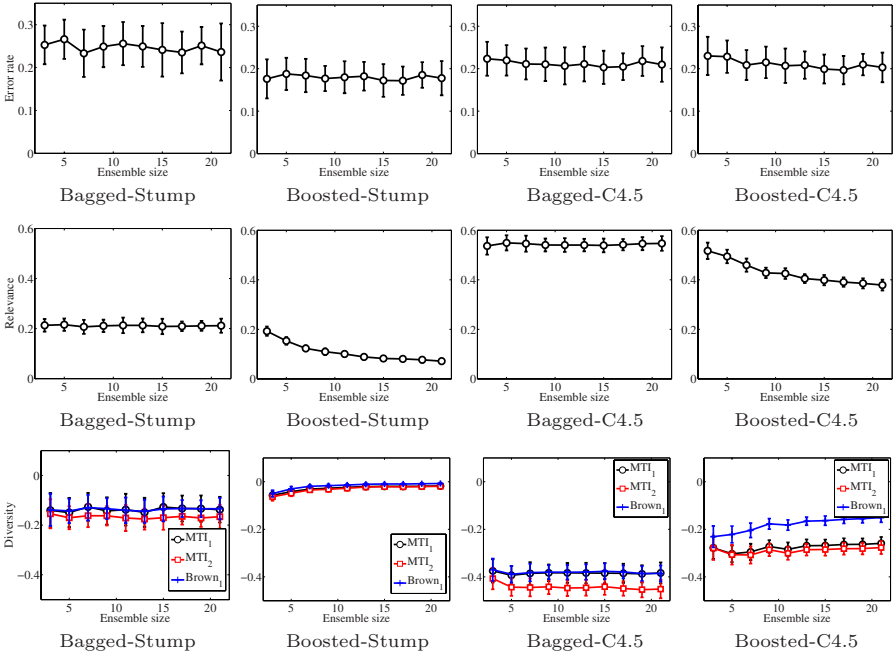 Error rate
0.3
0.2
0.1
0
5 10 15 20
Ensemble size
Bagged-Stump
0.3
0.2
0.1
0
5 10 15 20
Ensemble size
Boosted-Stump
0.3
0.2
0.1
0
5 10 15 20
Ensemble size
Bagged-C4.5
0.3
0.2
0.1
0
5 10 15 20
Ensemble size
Boosted-C4.5
Relevance
0.6
0.4
0.2
0
5 10 15 20
Ensemble size
Bagged-Stump
0.6
0.4
0.2
0
5 10 15 20
Ensemble size
Boosted-Stump
0.6
0.4
0.2
0
5 10 15 20
Ensemble size
Bagged-C4.5
0.6
0.4
0.2
0
5 10 15 20
Ensemble size
Boosted-C4.5
Diversity
0
−0.2
−0.4
MTI₁
MTI₂
Brown₁
5 10 15 20
Ensemble size
Bagged-Stump
0
−0.2
−0.4
MTI₁
MTI₂
Brown₁
5 10 15 20
Ensemble size
Boosted-Stump
0
−0.2
−0.4
MTI₁
MTI₂
Brown₁
5 10 15 20
Ensemble size
Bagged-C4.5
0
−0.2
−0.4
MTI₁
MTI₂
Brown₁
5 10 15 20
Ensemble size
Boosted-C4.5